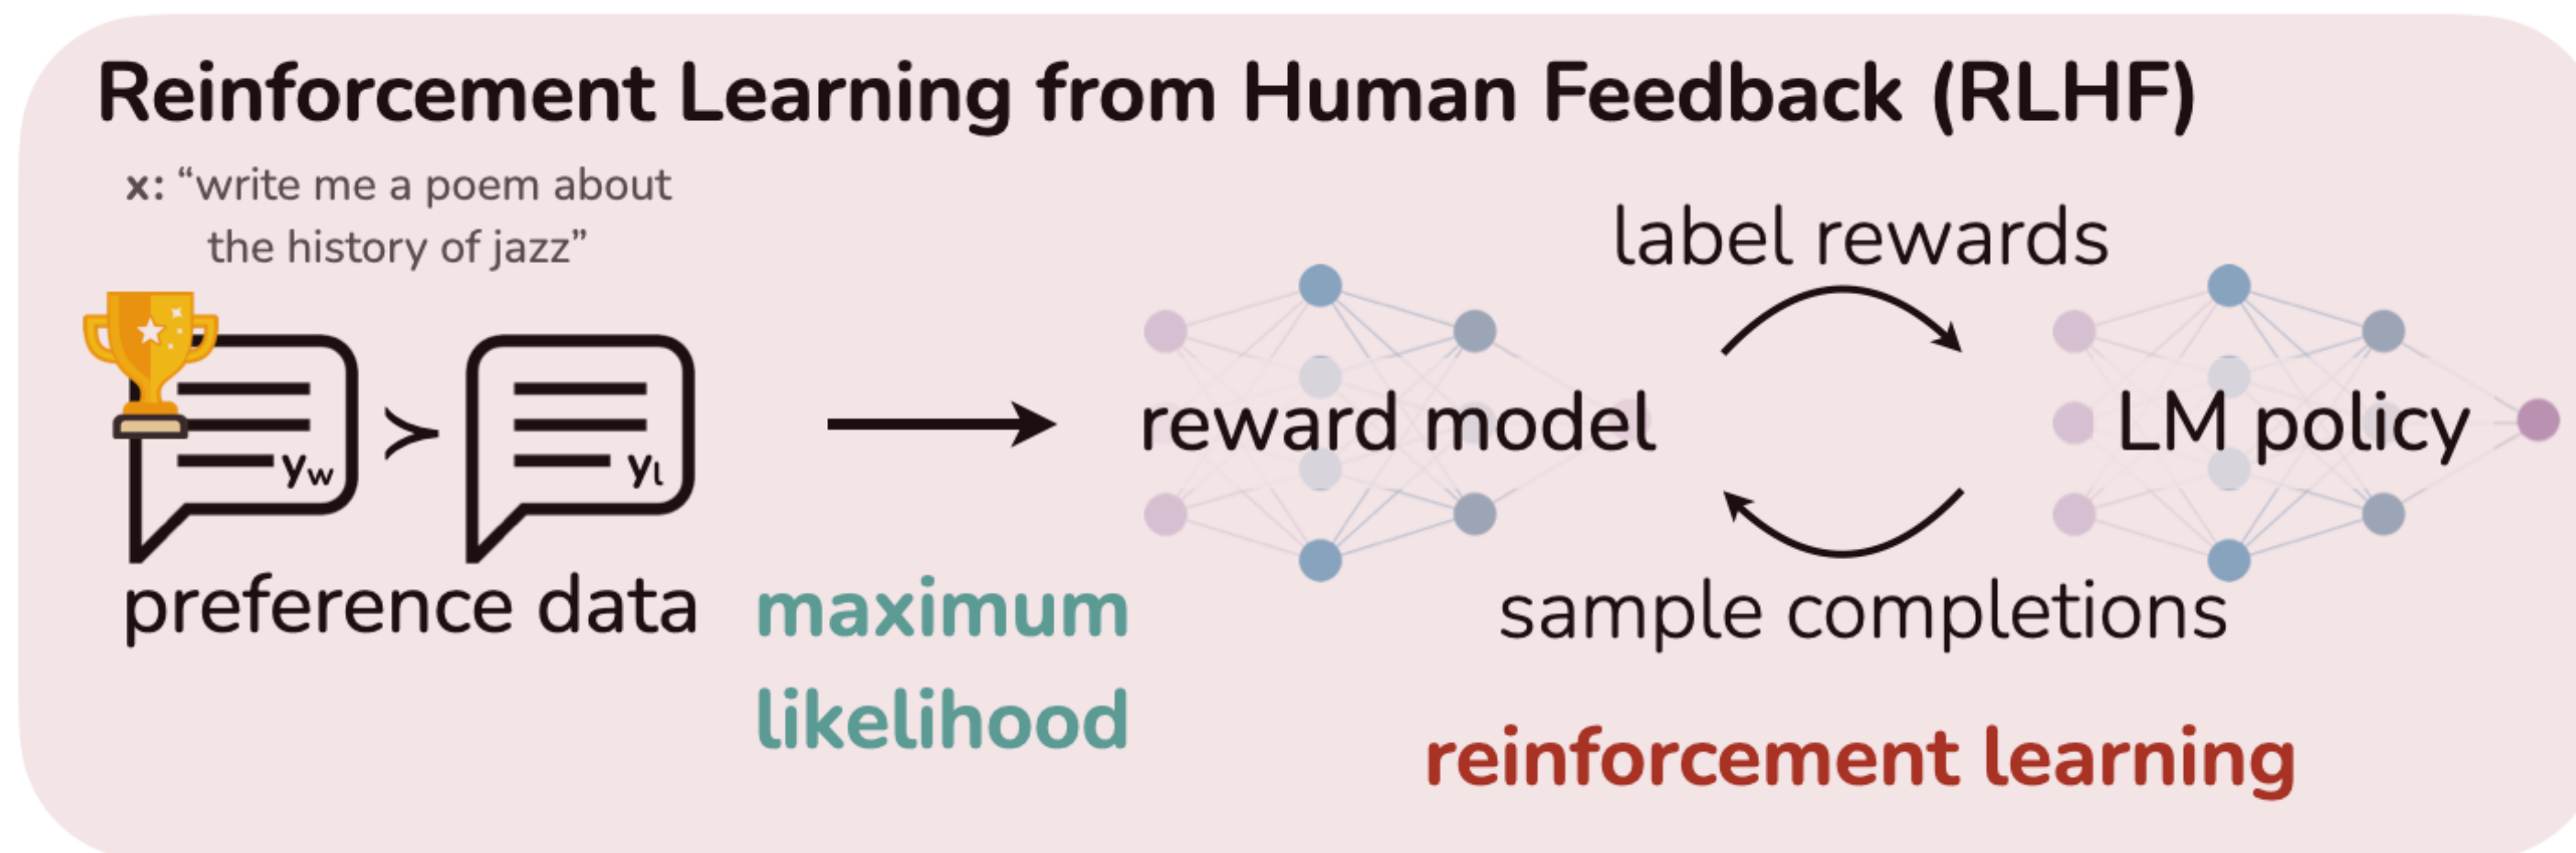 Reinforcement Learning from Human Feedback (RLHF)
x: “write me a poem about
the history of jazz”
label rewards
yw
≻
yl
reward model
LM policy
preference data
maximum
likelihood
sample completions
reinforcement learning